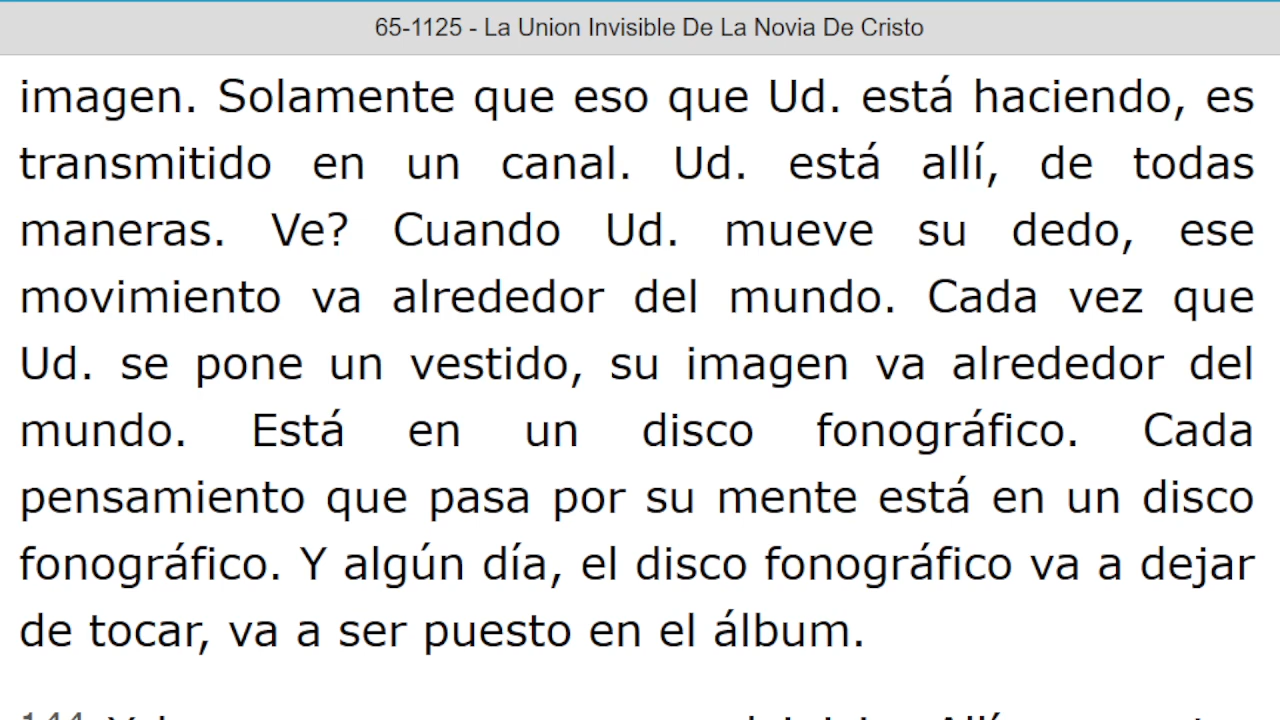 65-1125 - La Union Invisible De La Novia De Cristo
imagen. Solamente que eso que Ud. está haciendo, es
transmitido en un canal. Ud. está allí, de todas
maneras. Ve? Cuando Ud. mueve su dedo, ese
movimiento va alrededor del mundo. Cada vez que
Ud. se pone un vestido, su imagen va alrededor del
mundo. Está en un disco fonográfico. Cada
pensamiento que pasa por su mente está en un disco
fonográfico. Y algún día, el disco fonográfico va a dejar
de tocar, va a ser puesto en el álbum.
144